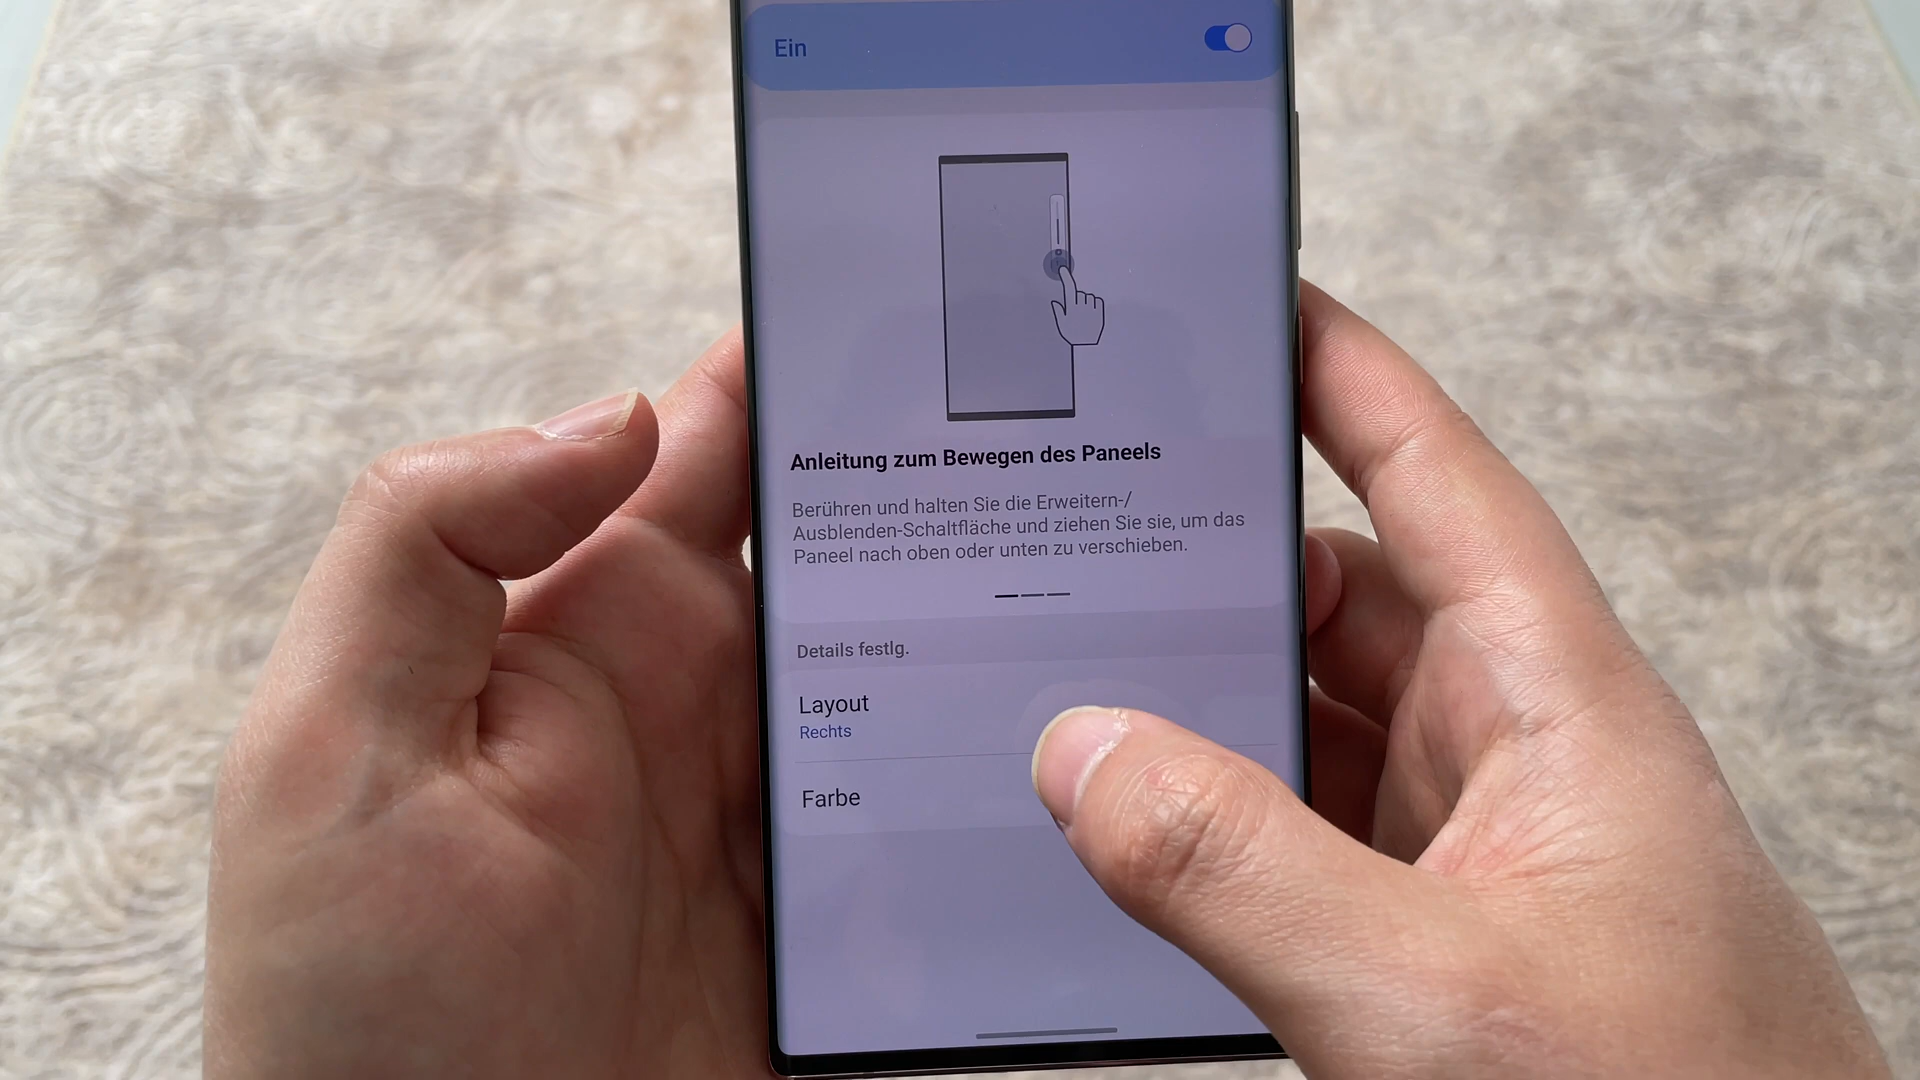 Ein
Anleitung zum Bewegen des Paneels
Berühren und halten Sie die Erweitern-/
Ausblenden-Schaltfläche und ziehen Sie sie, um das
Paneel nach oben oder unten zu verschieben.
Details festlg.
Layout
Rechts
Farbe